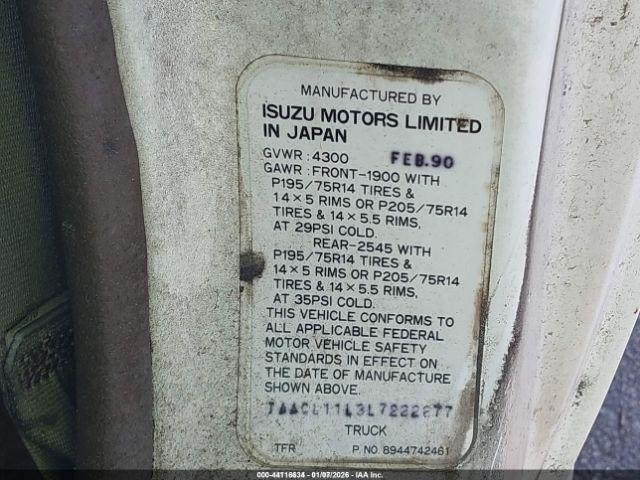 MANUFACTURED BY
ISUZU MOTORS LIMITED
IN JAPAN
GVWR : 4300 FEB.90
GAWR : FRONT-1900 WITH
P195/75R14 TIRES &
14×5 RIMS OR P205/75R14
TIRES & 14×5.5 RIMS,
AT 29PSI COLD.
REAR-2545 WITH
P195/75R14 TIRES &
14×5 RIMS OR P205/75R14
TIRES & 14×5.5 RIMS,
AT 35PSI COLD.
THIS VEHICLE CONFORMS TO
ALL APPLICABLE FEDERAL
MOTOR VEHICLE SAFETY
STANDARDS IN EFFECT ON
THE DATE OF MANUFACTURE
SHOWN ABOVE.
JAACL11L3L7222677
TRUCK
TFR P. NO. 8944742461
000-44116634 - 01/07/2026 - IAA Inc.